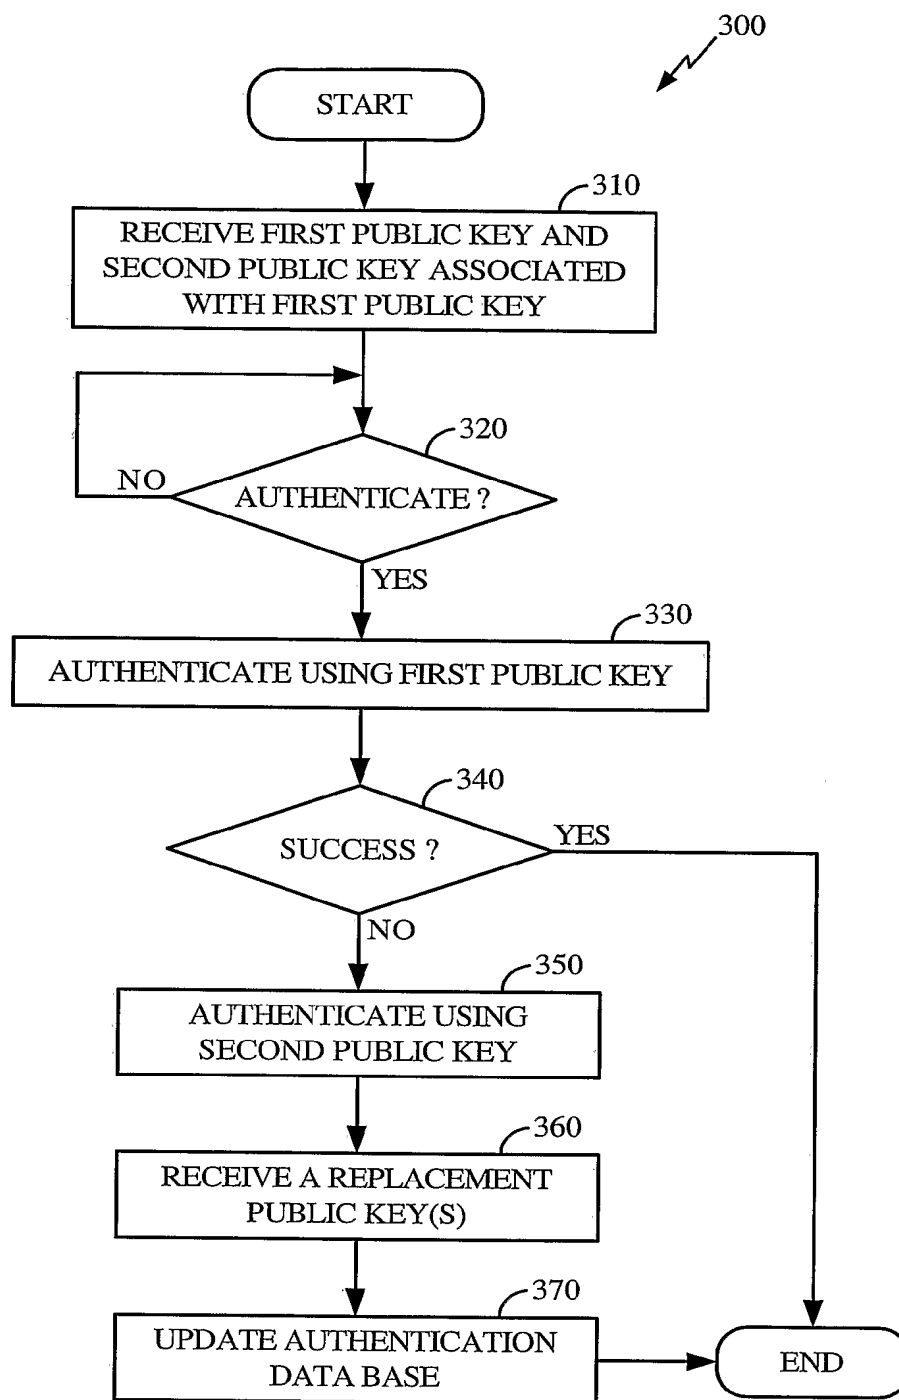 300
START
310
RECEIVE FIRST PUBLIC KEY AND
SECOND PUBLIC KEY ASSOCIATED
WITH FIRST PUBLIC KEY
320
NO
AUTHENTICATE ?
YES
330
AUTHENTICATE USING FIRST PUBLIC KEY
340
SUCCESS ?
YES
NO
350
AUTHENTICATE USING
SECOND PUBLIC KEY
360
RECEIVE A REPLACEMENT
PUBLIC KEY(S)
370
UPDATE AUTHENTICATION
DATA BASE
END